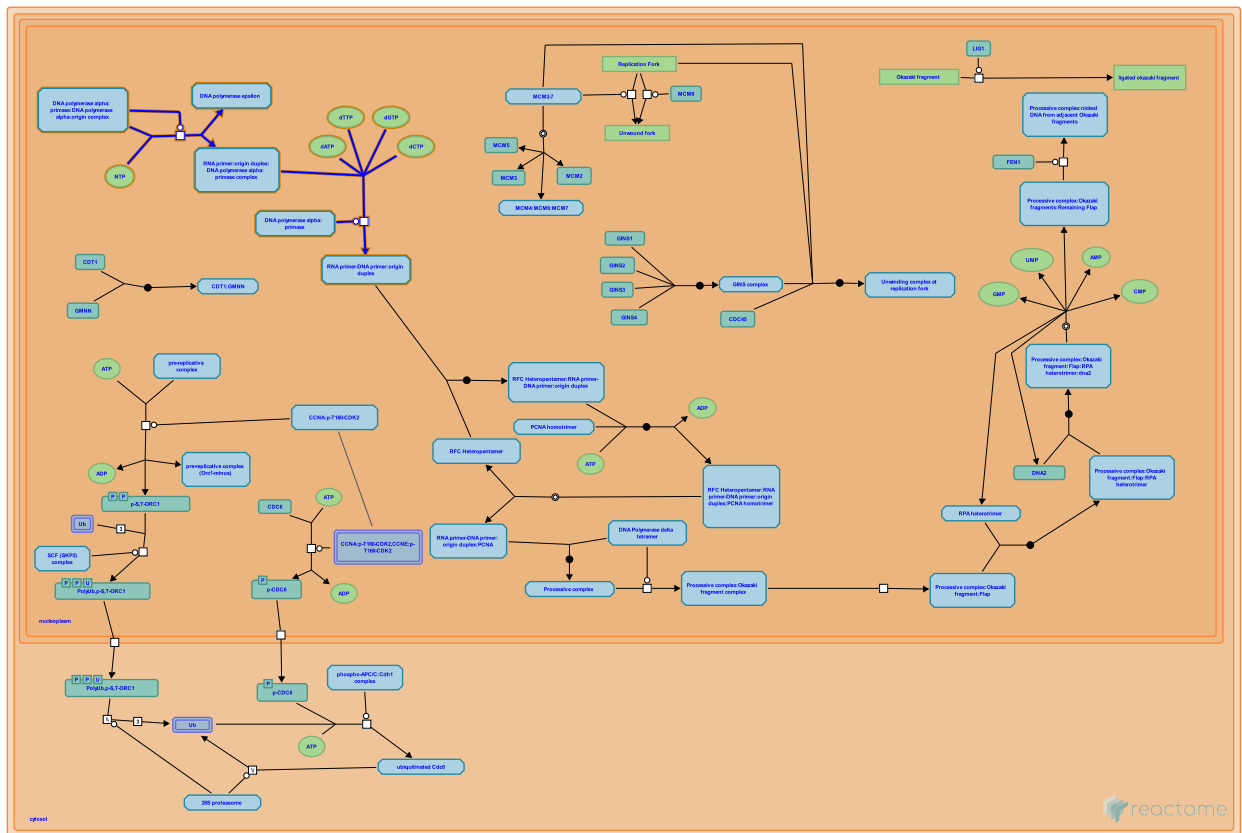 LIG1
Okazaki fragment
ligated okazaki fragment
Replication Fork
MCM2-7
MCM8
Unwound fork
MCM5
MCM3
MCM2
MCM4:MCM6:MCM7
DNA polymerase alpha:
primase:DNA polymerase
alpha:origin complex
DNA polymerase epsilon
NTP
RNA primer:origin duplex:
DNA polymerase alpha:
primase complex
dTTP
dGTP
dATP
dCTP
DNA polymerase alpha:
primase
RNA primer-DNA primer:origin
duplex
Processive complex:nicked
DNA from adjacent Okazaki
fragments
FEN1
Processive complex:Okazaki
fragments:Remaining Flap
GINS1
GINS2
GINS3
GINS4
GINS complex
CDC45
Unwinding complex at
replication fork
UMP
AMP
GMP
CMP
CDT1
GMNN
CDT1:GMNN
Processive complex:Okazaki
fragment:Flap:RPA
heterotrimer:dna2
DNA2
Processive complex:Okazaki
fragment:Flap:RPA
heterotrimer
RPA heterotrimer
Processive complex:Okazaki
fragment:Flap
ATP
pre-replicative
complex
CCNA:p-T160-CDK2
ADP
pre-replicative complex
(Orc1-minus)
P P
p-S,T-ORC1
Ub
3
SCF (SKP2)
complex
P P U
PolyUb,p-S,T-ORC1
RFC Heteropentamer:RNA primer-
DNA primer:origin duplex
PCNA homotrimer
ATP
ADP
RFC Heteropentamer
RFC Heteropentamer:RNA
primer-DNA primer:origin
duplex:PCNA homotrimer
RNA primer-DNA primer:
origin duplex:PCNA
DNA Polymerase delta
tetramer
Processive complex
Processive complex:Okazaki
fragment complex
CDC6
ATP
CCNA:p-T160-CDK2,CCNE:p-
T160-CDK2
P
p-CDC6
ADP
nucleoplasm
P P U
PolyUb,p-S,T-ORC1
3
Ub
P
p-CDC6
phospho-APC/C:Cdh1
complex
ATP
ubiquitinated Cdc6
26S proteasome
cytosol
reactome